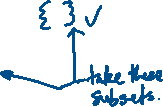 { } ✓
take these
subsets.